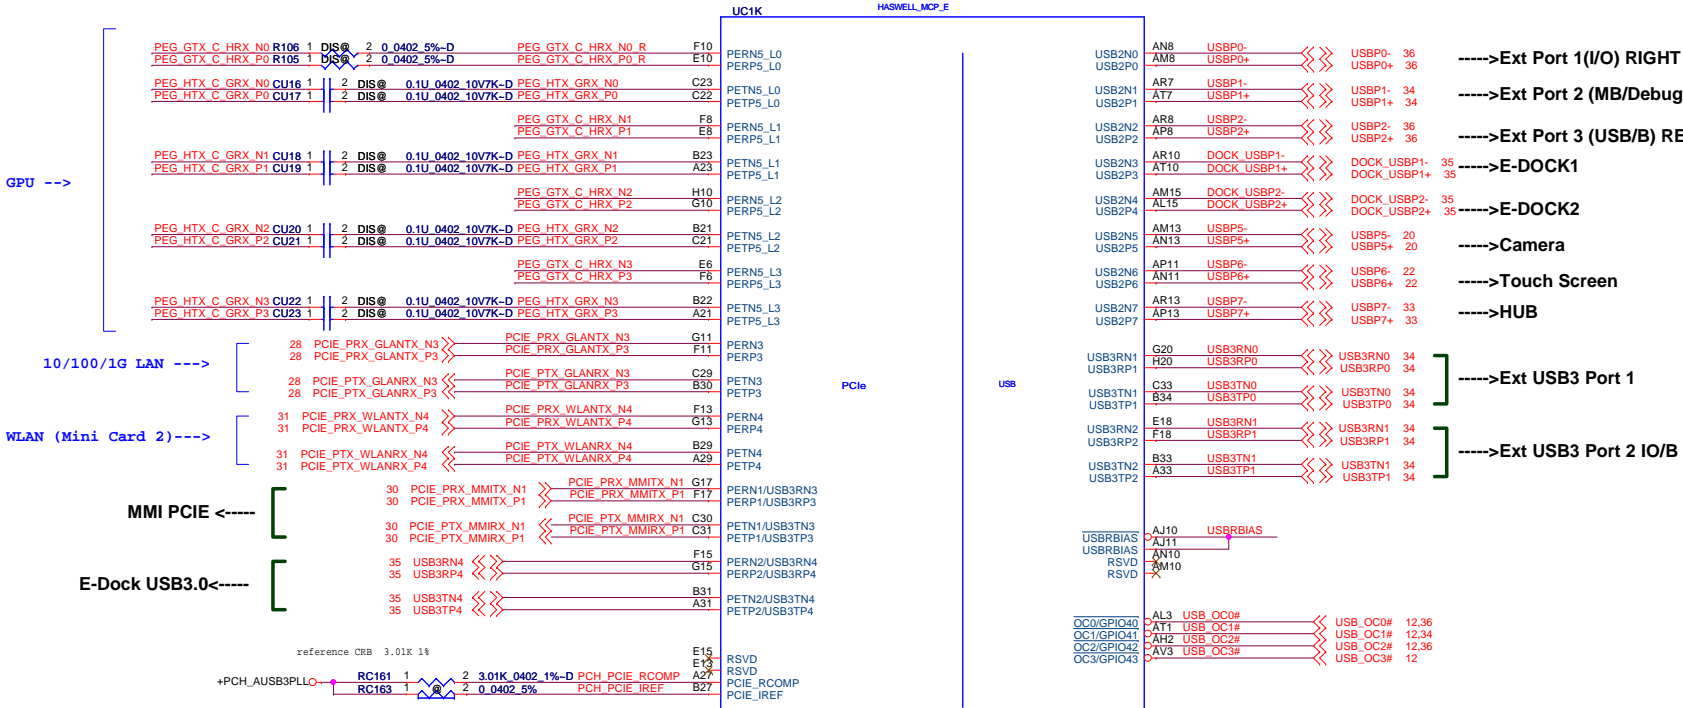 UC1K HASWELL_MCP_E
PEG_GTX_C_HRX_N0 R106 1 DIS@ 2 0_0402_5%~D PEG_GTX_C_HRX_N0_R F10 PERN5_L0
PEG_GTX_C_HRX_P0 R105 1 DIS@ 2 0_0402_5%~D PEG_GTX_C_HRX_P0_R E10 PERP5_L0
PEG_HTX_C_GRX_N0 CU16 1 2 DIS@ 0.1U_0402_10V7K~D PEG_HTX_GRX_N0 C23 PETN5_L0
PEG_HTX_C_GRX_P0 CU17 1 2 DIS@ 0.1U_0402_10V7K~D PEG_HTX_GRX_P0 C22 PETP5_L0
PEG_GTX_C_HRX_N1 F8 PERN5_L1
PEG_GTX_C_HRX_P1 E8 PERP5_L1
PEG_HTX_C_GRX_N1 CU18 1 2 DIS@ 0.1U_0402_10V7K~D PEG_HTX_GRX_N1 B23 PETN5_L1
PEG_HTX_C_GRX_P1 CU19 1 2 DIS@ 0.1U_0402_10V7K~D PEG_HTX_GRX_P1 A23 PETP5_L1
GPU -->
PEG_GTX_C_HRX_N2 H10 PERN5_L2
PEG_GTX_C_HRX_P2 G10 PERP5_L2
PEG_HTX_C_GRX_N2 CU20 1 2 DIS@ 0.1U_0402_10V7K~D PEG_HTX_GRX_N2 B21 PETN5_L2
PEG_HTX_C_GRX_P2 CU21 1 2 DIS@ 0.1U_0402_10V7K~D PEG_HTX_GRX_P2 C21 PETP5_L2
PEG_GTX_C_HRX_N3 E6 PERN5_L3
PEG_GTX_C_HRX_P3 F6 PERP5_L3
PEG_HTX_C_GRX_N3 CU22 1 2 DIS@ 0.1U_0402_10V7K~D PEG_HTX_GRX_N3 B22 PETN5_L3
PEG_HTX_C_GRX_P3 CU23 1 2 DIS@ 0.1U_0402_10V7K~D PEG_HTX_GRX_P3 A21 PETP5_L3
28 PCIE_PRX_GLANTX_N3 PCIE_PRX_GLANTX_N3 G11 PERN3
28 PCIE_PRX_GLANTX_P3 PCIE_PRX_GLANTX_P3 F11 PERP3
10/100/1G LAN --->
28 PCIE_PTX_GLANRX_N3 PCIE_PTX_GLANRX_N3 C29 PETN3
28 PCIE_PTX_GLANRX_P3 PCIE_PTX_GLANRX_P3 B30 PETP3
31 PCIE_PRX_WLANTX_N4 PCIE_PRX_WLANTX_N4 F13 PERN4
31 PCIE_PRX_WLANTX_P4 PCIE_PRX_WLANTX_P4 G13 PERP4
WLAN (Mini Card 2)--->
31 PCIE_PTX_WLANRX_N4 PCIE_PTX_WLANRX_N4 B29 PETN4
31 PCIE_PTX_WLANRX_P4 PCIE_PTX_WLANRX_P4 A29 PETP4
30 PCIE_PRX_MMITX_N1 PCIE_PRX_MMITX_N1 G17 PERN1/USB3RN3
30 PCIE_PRX_MMITX_P1 PCIE_PRX_MMITX_P1 F17 PERP1/USB3RP3
MMI PCIE <-----
30 PCIE_PTX_MMIRX_N1 PCIE_PTX_MMIRX_N1 C30 PETN1/USB3TN3
30 PCIE_PTX_MMIRX_P1 PCIE_PTX_MMIRX_P1 C31 PETP1/USB3TP3
35 USB3RN4 F15 PERN2/USB3RN4
35 USB3RP4 G15 PERP2/USB3RP4
E-Dock USB3.0<-----
35 USB3TN4 B31 PETN2/USB3TN4
35 USB3TP4 A31 PETP2/USB3TP4
reference CRB 3.01K 1%
E15 RSVD
E13 RSVD
+PCH_AUSB3PLL RC161 1 2 3.01K_0402_1%~D PCH_PCIE_RCOMP A27 PCIE_RCOMP
RC163 1 @ 2 0_0402_5% PCH_PCIE_IREF B27 PCIE_IREF
PCIe
USB
USB2N0 AN8 USBP0- USBP0- 36
USB2P0 AM8 USBP0+ USBP0+ 36
----->Ext Port 1(I/O) RIGHT
USB2N1 AR7 USBP1- USBP1- 34
USB2P1 AT7 USBP1+ USBP1+ 34
----->Ext Port 2 (MB/Debug
USB2N2 AR8 USBP2- USBP2- 36
USB2P2 AP8 USBP2+ USBP2+ 36
----->Ext Port 3 (USB/B) RE
USB2N3 AR10 DOCK_USBP1- DOCK_USBP1- 35
USB2P3 AT10 DOCK_USBP1+ DOCK_USBP1+ 35
----->E-DOCK1
USB2N4 AM15 DOCK_USBP2- DOCK_USBP2- 35
USB2P4 AL15 DOCK_USBP2+ DOCK_USBP2+ 35
----->E-DOCK2
USB2N5 AM13 USBP5- USBP5- 20
USB2P5 AN13 USBP5+ USBP5+ 20
----->Camera
USB2N6 AP11 USBP6- USBP6- 22
USB2P6 AN11 USBP6+ USBP6+ 22
----->Touch Screen
USB2N7 AR13 USBP7- USBP7- 33
USB2P7 AP13 USBP7+ USBP7+ 33
----->HUB
USB3RN1 G20 USB3RN0 USB3RN0 34
USB3RP1 H20 USB3RP0 USB3RP0 34
----->Ext USB3 Port 1
USB3TN1 C33 USB3TN0 USB3TN0 34
USB3TP1 B34 USB3TP0 USB3TP0 34
USB3RN2 E18 USB3RN1 USB3RN1 34
USB3RP2 F18 USB3RP1 USB3RP1 34
----->Ext USB3 Port 2 IO/B
USB3TN2 B33 USB3TN1 USB3TN1 34
USB3TP2 A33 USB3TP1 USB3TP1 34
USBRBIAS AJ10 USBRBIAS
USBRBIAS AJ11
RSVD AN10
RSVD AM10
OC0/GPIO40 AL3 USB_OC0# USB_OC0# 12,36
OC1/GPIO41 AT1 USB_OC1# USB_OC1# 12,34
OC2/GPIO42 AH2 USB_OC2# USB_OC2# 12,36
OC3/GPIO43 AV3 USB_OC3# USB_OC3# 12